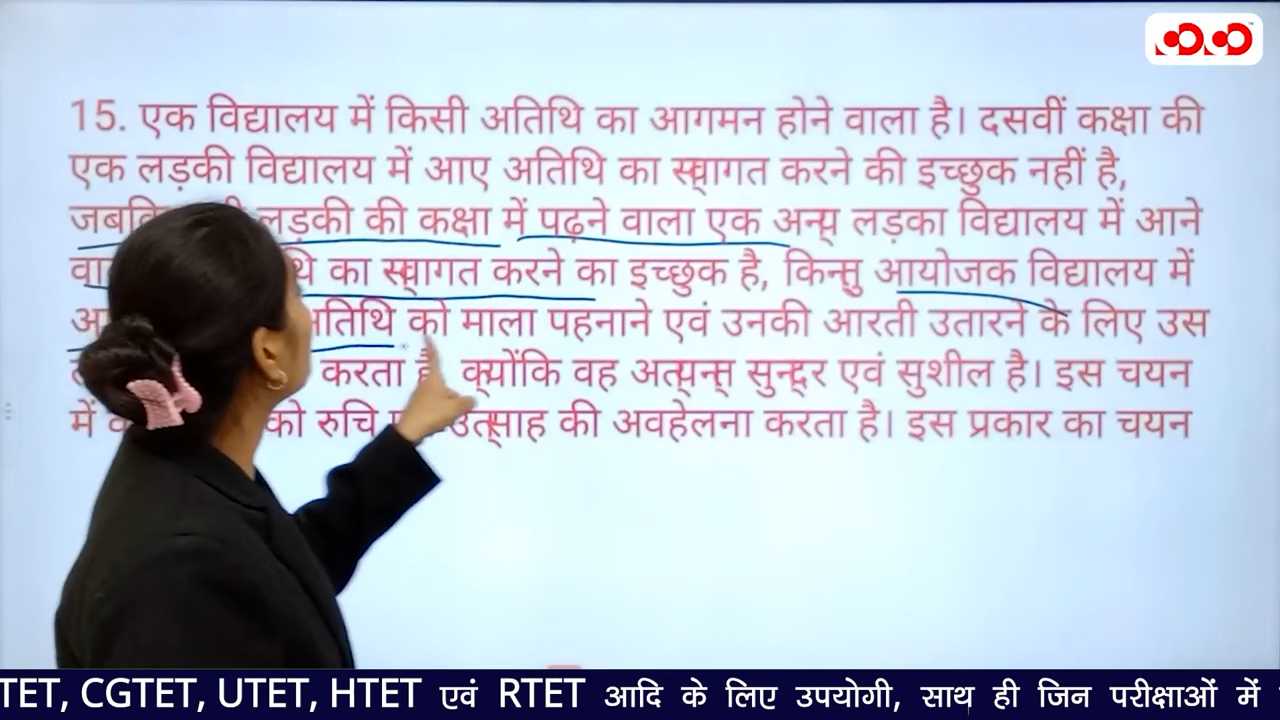 15. एक विद्यालय में किसी अतिथि का आगमन होने वाला है। दसवीं कक्षा की
एक लड़की विद्यालय में आए अतिथि का स्वागत करने की इच्छुक नहीं है,
लड़की की कक्षा में पढ़ने वाला एक अन्य लड़का विद्यालय में आने
का स्वागत करने का इच्छुक है, किन्तु आयोजक विद्यालय में
को माला पहनाने एवं उनकी आरती उतारने के लिए उस
करता है, क्योंकि वह अत्यन्त सुन्दर एवं सुशील है। इस चयन
में को रुचि उत्साह की अवहेलना करता है। इस प्रकार का चयन
TET, CGTET, UTET, HTET एवं RTET आदि के लिए उपयोगी, साथ ही जिन परीक्षाओं में